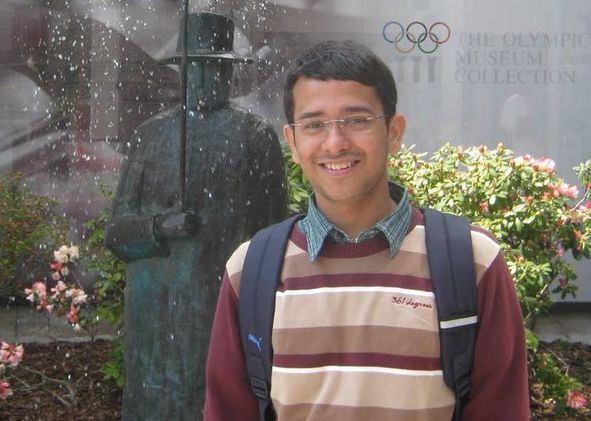 THE OLYMPIC
MUSEUM
COLLECTION
361 degrees